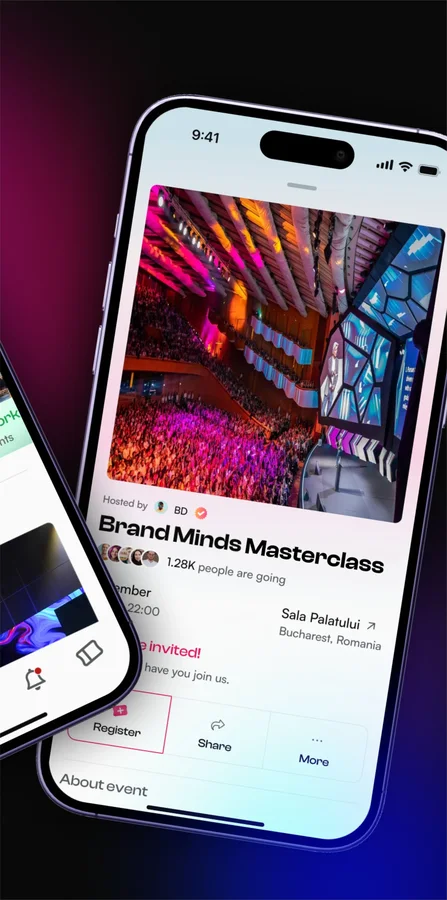 9:41
Hosted by BD
Brand Minds Masterclass
1.28K people are going
ember
22:00
Sala Palatului
Bucharest, Romania
e invited!
have you join us.
Register
Share
More
About event
ork
nts